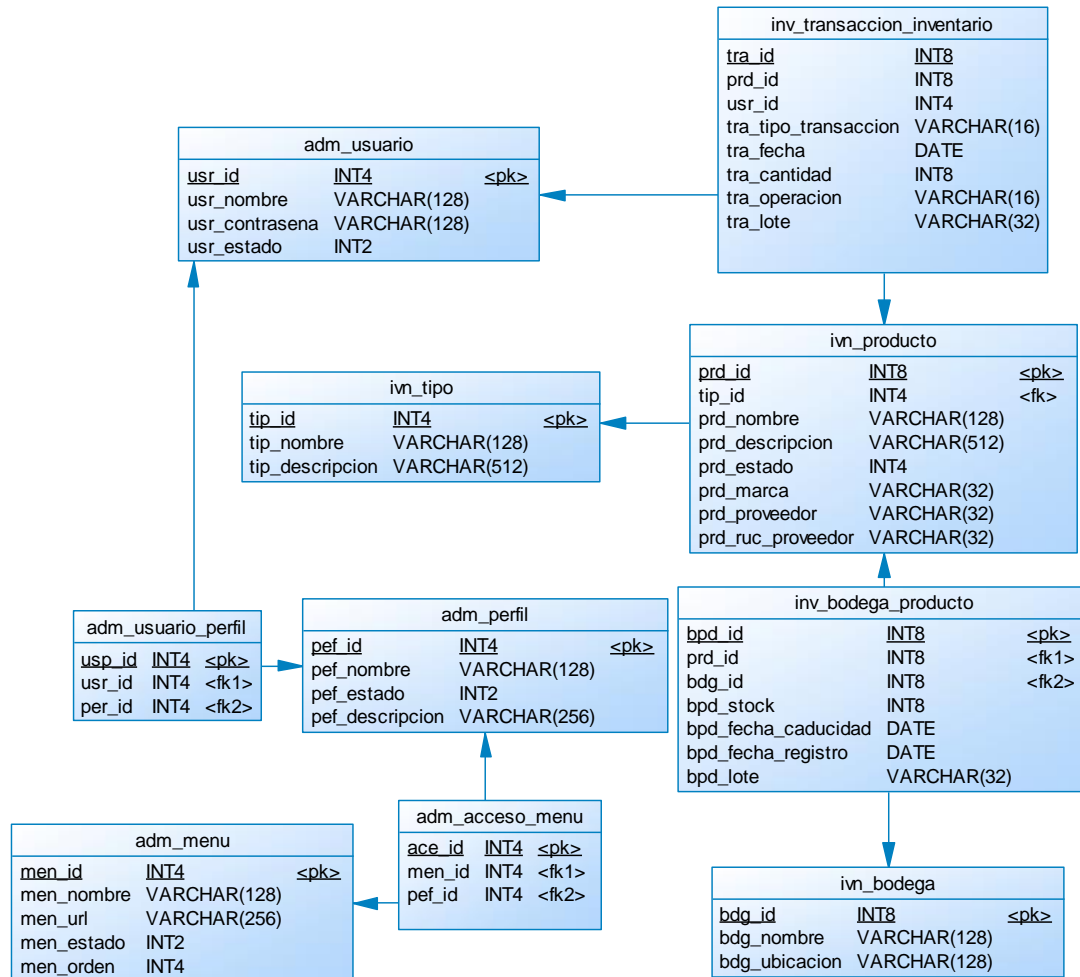 inv_transaccion_inventario
tra_id INT8
prd_id INT8
usr_id INT4
tra_tipo_transaccion VARCHAR(16)
tra_fecha DATE
tra_cantidad INT8
tra_operacion VARCHAR(16)
tra_lote VARCHAR(32)
adm_usuario
usr_id INT4 <pk>
usr_nombre VARCHAR(128)
usr_contrasena VARCHAR(128)
usr_estado INT2
ivn_producto
prd_id INT8 <pk>
tip_id INT4 <fk>
prd_nombre VARCHAR(128)
prd_descripcion VARCHAR(512)
prd_estado INT4
prd_marca VARCHAR(32)
prd_proveedor VARCHAR(32)
prd_ruc_proveedor VARCHAR(32)
ivn_tipo
tip_id INT4 <pk>
tip_nombre VARCHAR(128)
tip_descripcion VARCHAR(512)
adm_usuario_perfil
usp_id INT4 <pk>
usr_id INT4 <fk1>
per_id INT4 <fk2>
adm_perfil
pef_id INT4 <pk>
pef_nombre VARCHAR(128)
pef_estado INT2
pef_descripcion VARCHAR(256)
inv_bodega_producto
bpd_id INT8 <pk>
prd_id INT8 <fk1>
bdg_id INT8 <fk2>
bpd_stock INT8
bpd_fecha_caducidad DATE
bpd_fecha_registro DATE
bpd_lote VARCHAR(32)
adm_menu
men_id INT4 <pk>
men_nombre VARCHAR(128)
men_url VARCHAR(256)
men_estado INT2
men_orden INT4
adm_acceso_menu
ace_id INT4 <pk>
men_id INT4 <fk1>
pef_id INT4 <fk2>
ivn_bodega
bdg_id INT8 <pk>
bdg_nombre VARCHAR(128)
bdg_ubicacion VARCHAR(128)